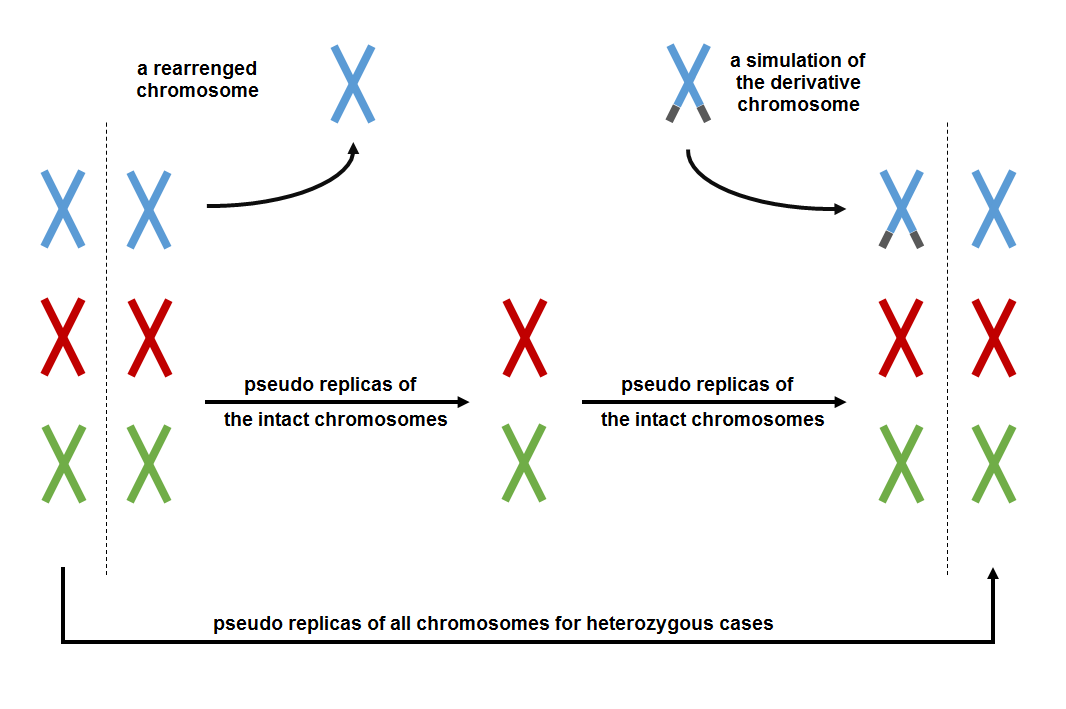 a rearrenged
chromosome
a simulation of
the derivative
chromosome
pseudo replicas of
the intact chromosomes
pseudo replicas of
the intact chromosomes
pseudo replicas of all chromosomes for heterozygous cases